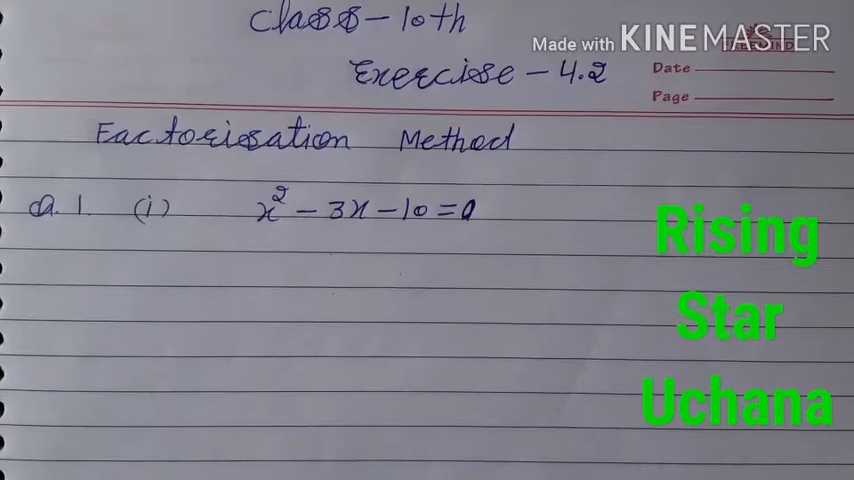 Class - 10th
Made with KINEMASTER
Exercise - 4.2
Date
Page
Factorisation Method
Q.1. (i) x² - 3x - 10 = 0
Rising
Star
Uchana